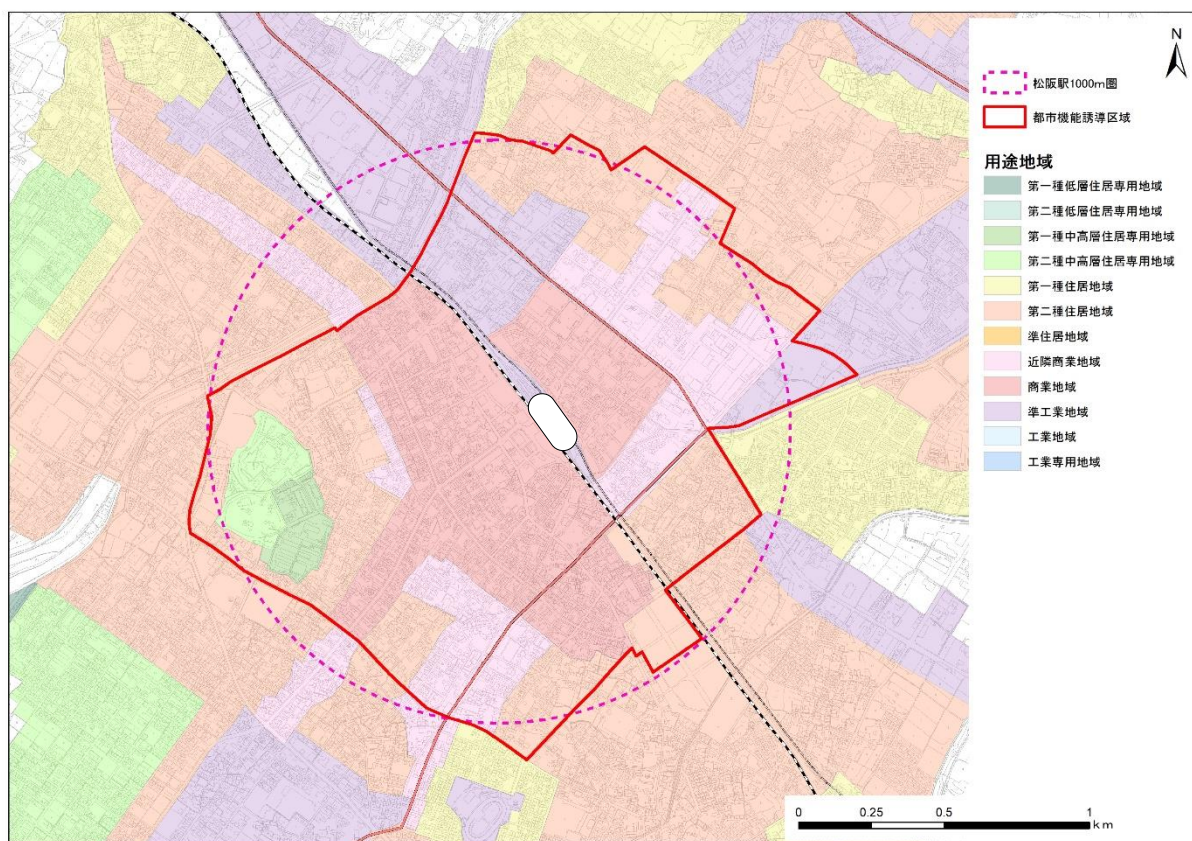 N
松阪駅1000m圏
都市機能誘導区域
用途地域
第一種低層住居専用地域
第二種低層住居専用地域
第一種中高層住居専用地域
第二種中高層住居専用地域
第一種住居地域
第二種住居地域
準住居地域
近隣商業地域
商業地域
準工業地域
工業地域
工業専用地域
0 0.25 0.5 1
km